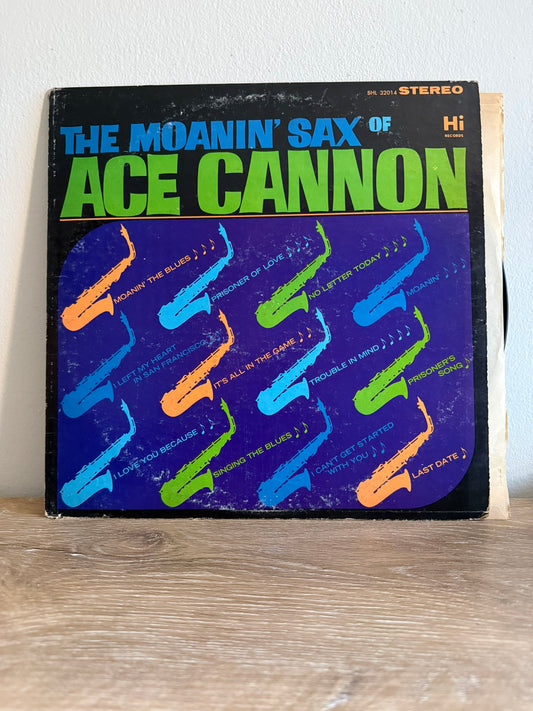 SHL 32014 STEREO
THE MOANIN' SAX OF
Hi
RECORDS
ACE CANNON
MOANIN' THE BLUES
PRISONER OF LOVE
NO LETTER TODAY
MOANIN'
I LEFT MY HEART
IN SAN FRANCISCO
IT'S ALL IN THE GAME
TROUBLE IN MIND
PRISONER'S
SONG
I LOVE YOU BECAUSE
SINGING THE BLUES
I CAN'T GET STARTED
WITH YOU
LAST DATE